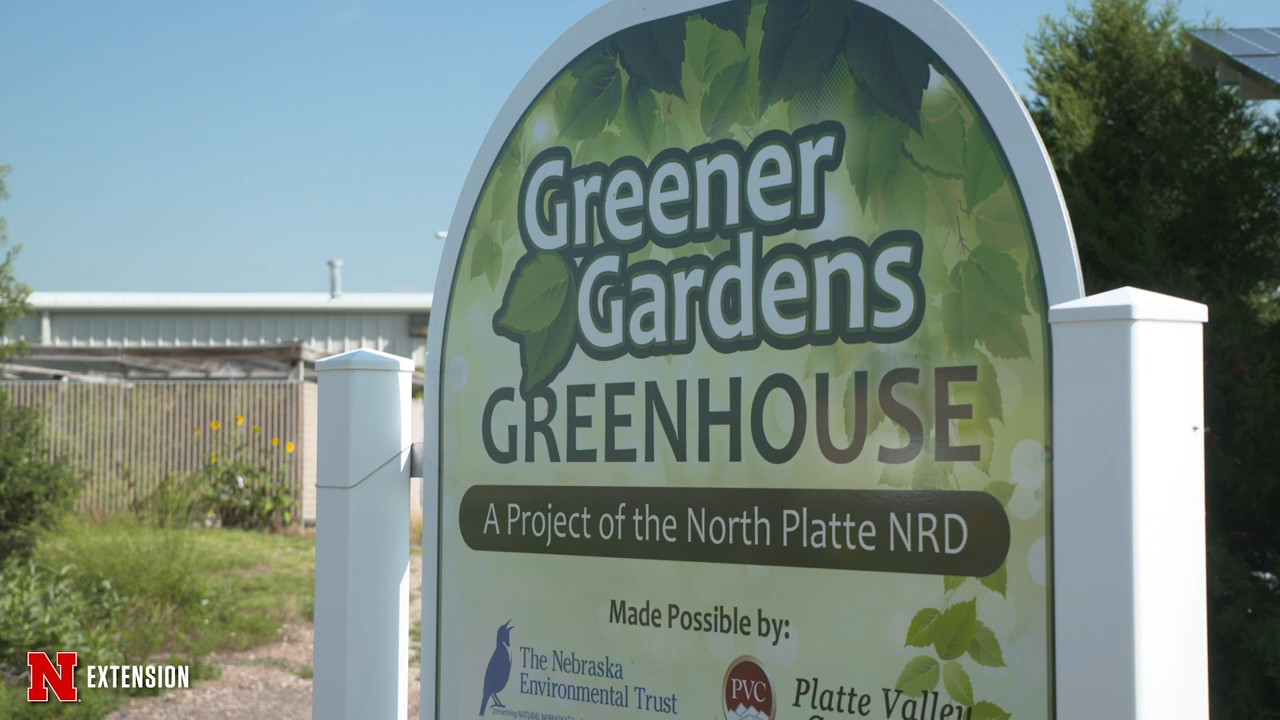 Greener
Gardens
GREENHOUSE
A Project of the North Platte NRD
Made Possible by:
The Nebraska
Environmental Trust
PVC
Platte Valley
N EXTENSION